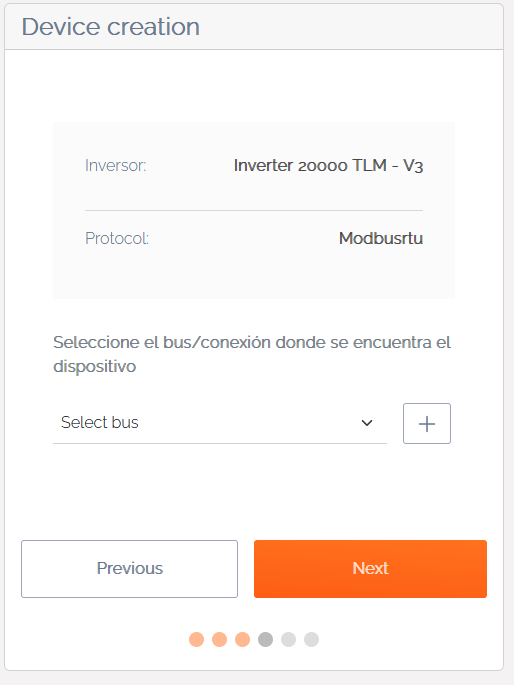 Device creation
Inversor: Inverter 20000 TLM - V3
Protocol: Modbusrtu
Seleccione el bus/conexión donde se encuentra el
dispositivo
Select bus
Previous Next